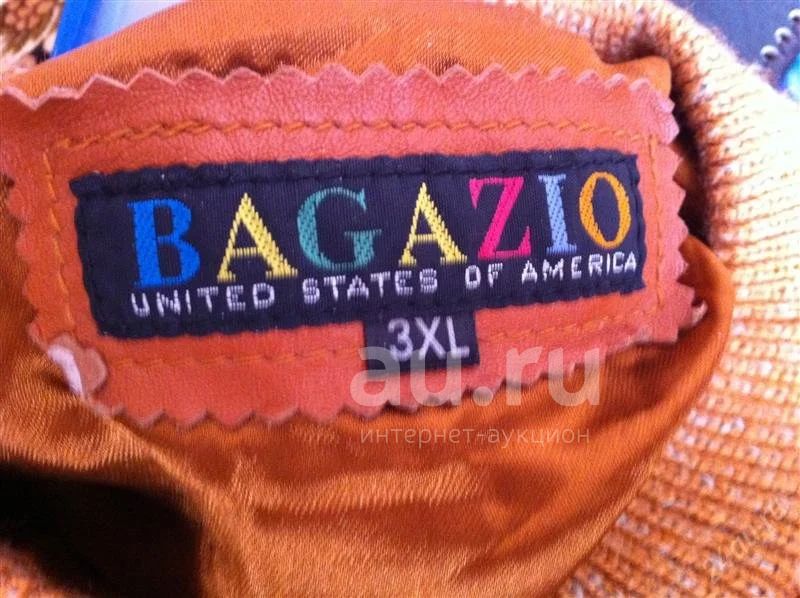 BAGAZIO
UNITED STATES OF AMERICA
3XL
au.ru
интернет-аукцион